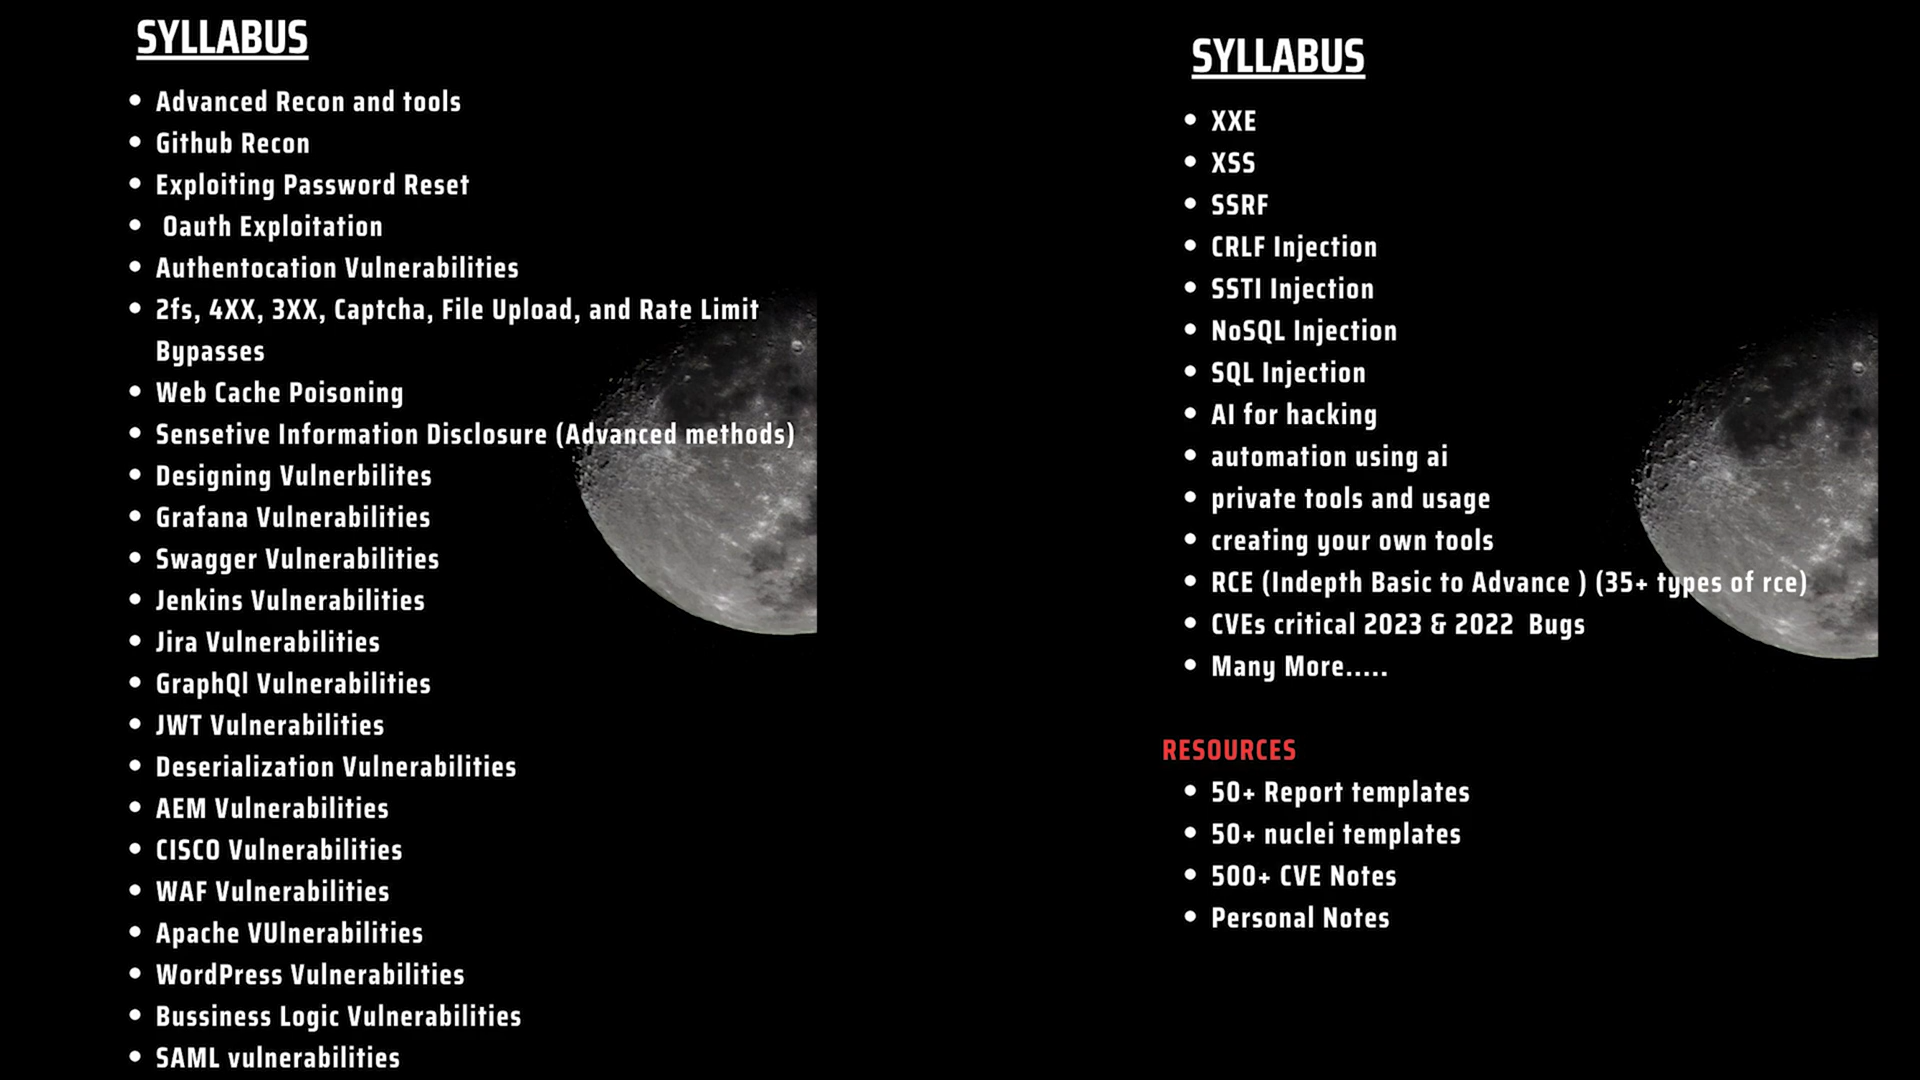 SYLLABUS
Advanced Recon and tools
Github Recon
Exploiting Password Reset
Oauth Exploitation
Authentocation Vulnerabilities
2fs, 4XX, 3XX, Captcha, File Upload, and Rate Limit
Bypasses
Web Cache Poisoning
Sensetive Information Disclosure (Advanced methods)
Designing Vulnerbilites
Grafana Vulnerabilities
Swagger Vulnerabilities
Jenkins Vulnerabilities
Jira Vulnerabilities
GraphQl Vulnerabilities
JWT Vulnerabilities
Deserialization Vulnerabilities
AEM Vulnerabilities
CISCO Vulnerabilities
WAF Vulnerabilities
Apache VUlnerabilities
WordPress Vulnerabilities
Bussiness Logic Vulnerabilities
SAML vulnerabilities
SYLLABUS
XXE
XSS
SSRF
CRLF Injection
SSTI Injection
NoSQL Injection
SQL Injection
AI for hacking
automation using ai
private tools and usage
creating your own tools
RCE (Indepth Basic to Advance ) (35+ types of rce)
CVEs critical 2023 & 2022  Bugs
Many More.....
RESOURCES
50+ Report templates
50+ nuclei templates
500+ CVE Notes
Personal Notes